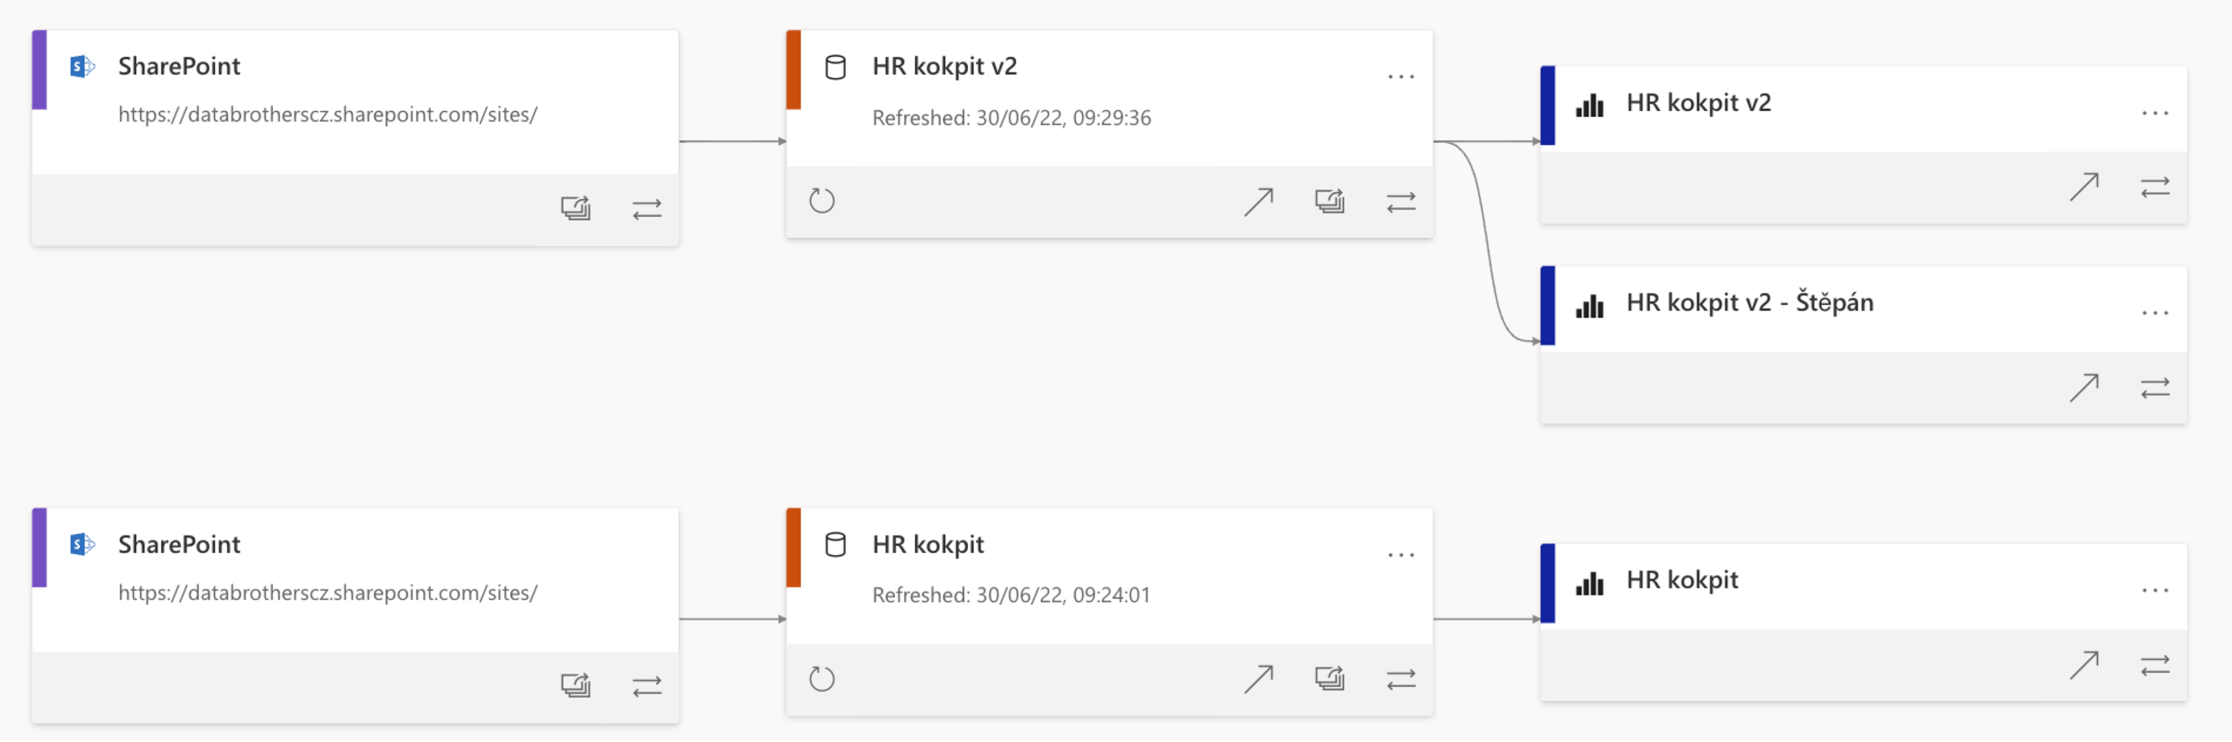 SharePoint
https://databrotherscz.sharepoint.com/sites/
HR kokpit v2
Refreshed: 30/06/22, 09:29:36
HR kokpit v2
HR kokpit v2 - Štěpán
SharePoint
https://databrotherscz.sharepoint.com/sites/
HR kokpit
Refreshed: 30/06/22, 09:24:01
HR kokpit